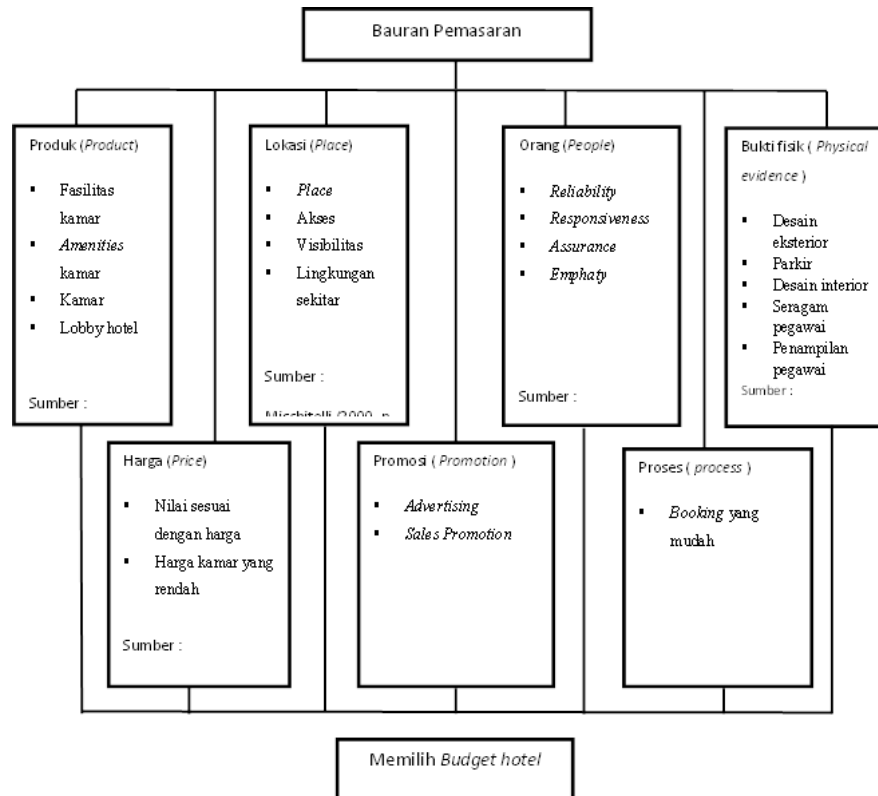 Bauran Pemasaran
Produk (Product)
▪ Fasilitas
kamar
▪ Amenities
kamar
▪ Kamar
▪ Lobby hotel
Sumber :
Lokasi (Place)
▪ Place
▪ Akses
▪ Visibilitas
▪ Lingkungan
sekitar
Sumber :
Orang (People)
▪ Reliability
▪ Responsiveness
▪ Assurance
▪ Emphaty
Sumber :
Bukti fisik ( Physical
evidence )
▪ Desain
eksterior
▪ Parkir
▪ Desain interior
▪ Seragam
pegawai
▪ Penampilan
pegawai
Sumber :
Harga (Price)
▪ Nilai sesuai
dengan harga
▪ Harga kamar yang
rendah
Sumber :
Promosi ( Promotion )
▪ Advertising
▪ Sales Promotion
Proses ( process )
▪ Booking yang
mudah
Memilih Budget hotel